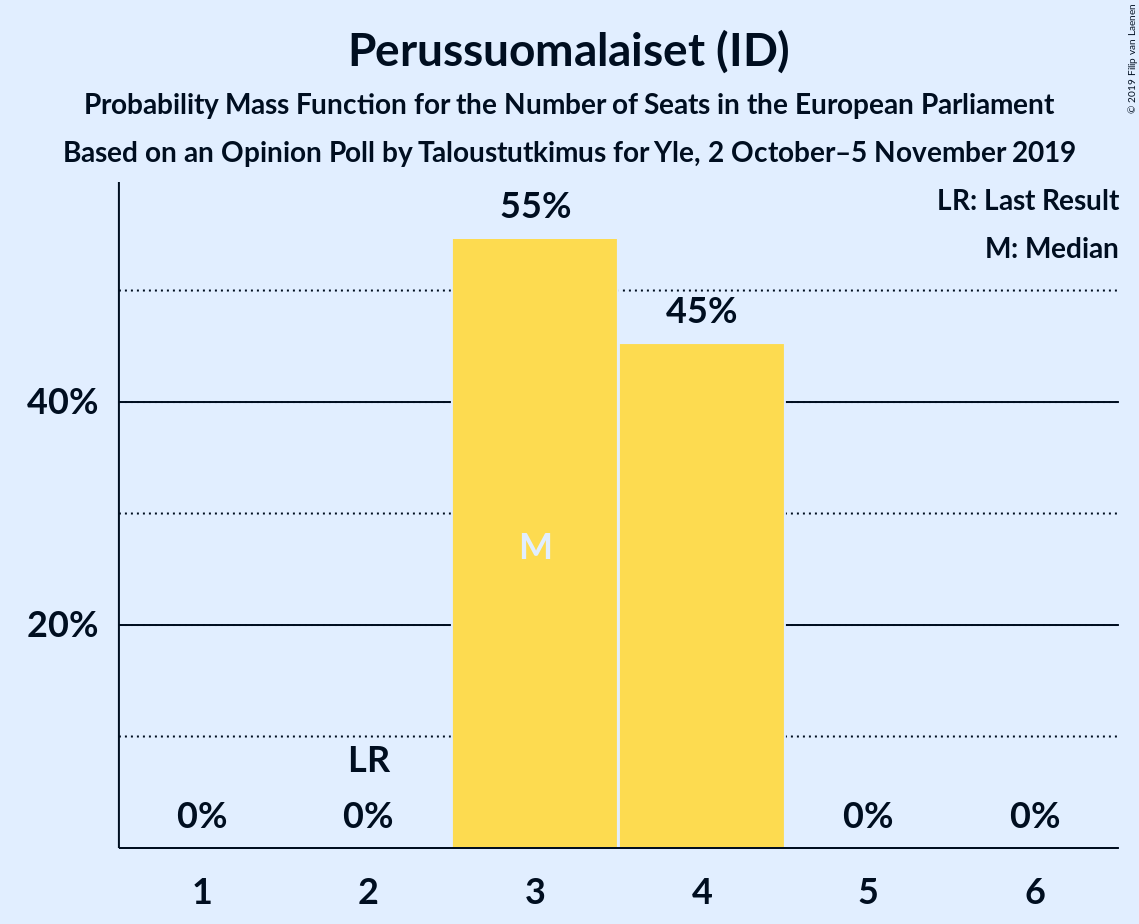 Perussuomalaiset (ID)
Probability Mass Function for the Number of Seats in the European Parliament
Based on an Opinion Poll by Taloustutkimus for Yle, 2 October–5 November 2019
© 2019 Filip van Laenen
LR: Last Result
M: Median
55%
45%
40%
M
20%
LR
0%
0%
0%
0%
1
2
3
4
5
6